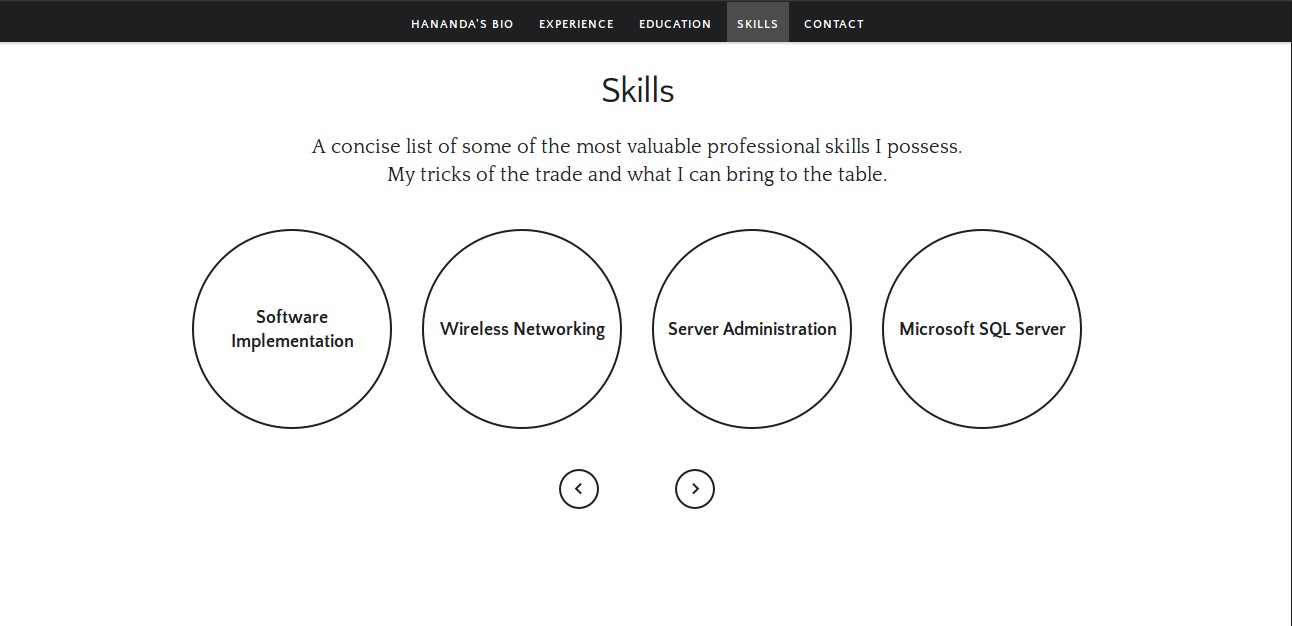 HANANDA'S BIO EXPERIENCE EDUCATION SKILLS CONTACT
Skills
A concise list of some of the most valuable professional skills I possess.
My tricks of the trade and what I can bring to the table.
Software
Implementation
Wireless Networking
Server Administration
Microsoft SQL Server